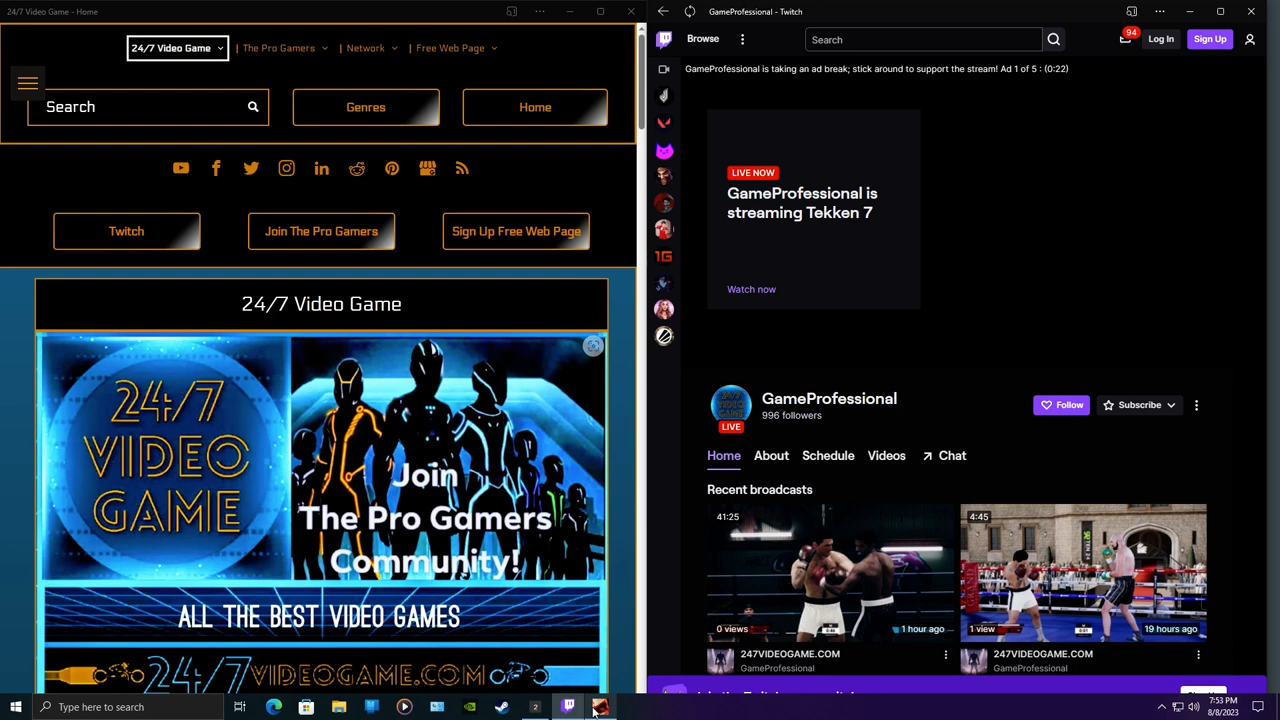 24/7 Video Game - Home
24/7 Video Game
The Pro Gamers
Network
Free Web Page
Search
Genres
Home
Twitch
Join The Pro Gamers
Sign Up Free Web Page
24/7 Video Game
24/7
VIDEO
GAME
Join
The Pro Gamers
Community!
ALL THE BEST VIDEO GAMES
24/7VIDEOGAME.COM
GameProfessional - Twitch
Browse
Search
94
Log In
Sign Up
GameProfessional is taking an ad break; stick around to support the stream! Ad 1 of 5 : (0:22)
LIVE NOW
GameProfessional is
streaming Tekken 7
Watch now
GameProfessional
996 followers
LIVE
Follow
Subscribe
Home
About
Schedule
Videos
Chat
Recent broadcasts
41:25
0 views
1 hour ago
247VIDEOGAME.COM
GameProfessional
4:45
1 view
19 hours ago
247VIDEOGAME.COM
GameProfessional
Type here to search
2
7:53 PM
8/8/2023